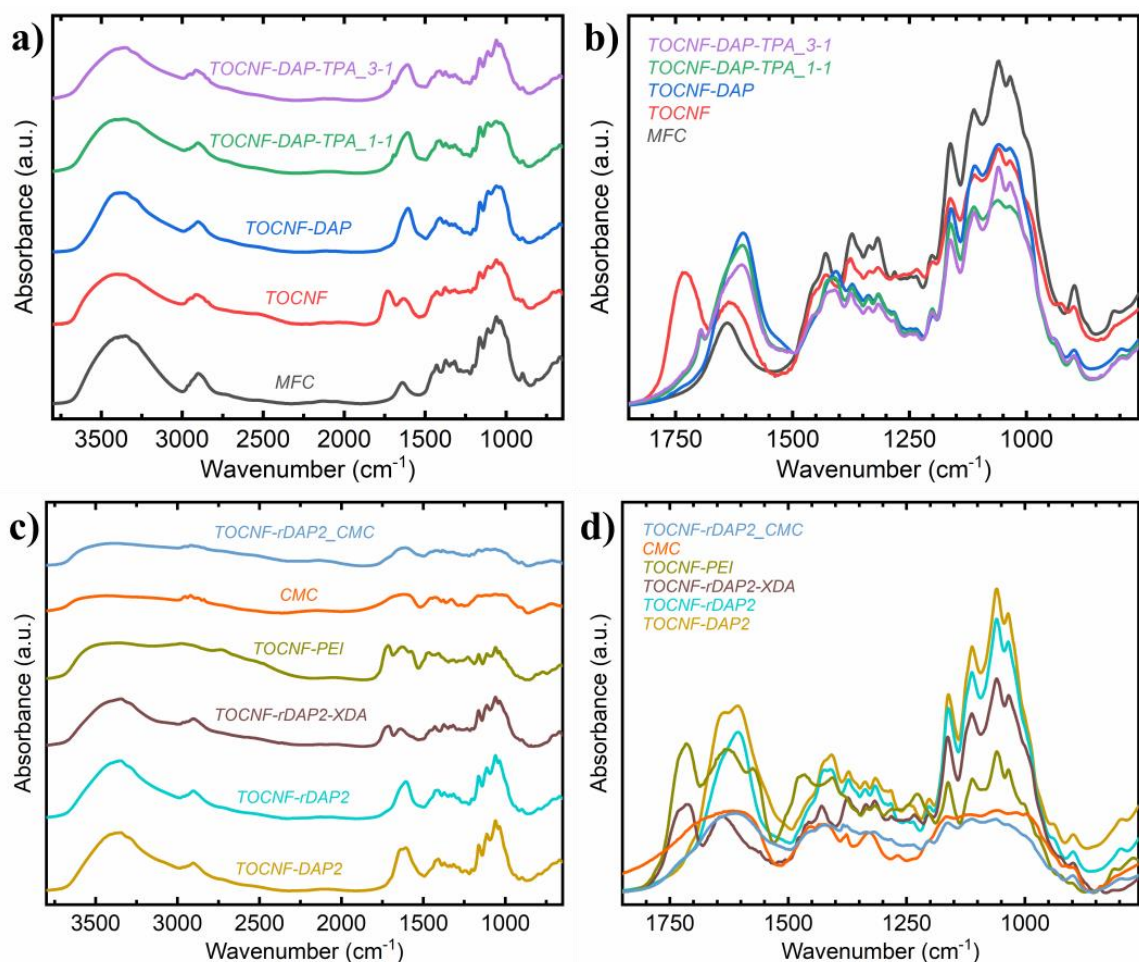 a)
TOCNF-DAP-TPA_3-1
TOCNF-DAP-TPA_1-1
TOCNF-DAP
TOCNF
MFC
Absorbance (a.u.)
3500 3000 2500 2000 1500 1000
Wavenumber (cm⁻¹)
b)
TOCNF-DAP-TPA_3-1
TOCNF-DAP-TPA_1-1
TOCNF-DAP
TOCNF
MFC
Absorbance (a.u.)
1750 1500 1250 1000
Wavenumber (cm⁻¹)
c)
TOCNF-rDAP2_CMC
CMC
TOCNF-PEI
TOCNF-rDAP2-XDA
TOCNF-rDAP2
TOCNF-DAP2
Absorbance (a.u.)
3500 3000 2500 2000 1500 1000
Wavenumber (cm⁻¹)
d)
TOCNF-rDAP2_CMC
CMC
TOCNF-PEI
TOCNF-rDAP2-XDA
TOCNF-rDAP2
TOCNF-DAP2
Absorbance (a.u.)
1750 1500 1250 1000
Wavenumber (cm⁻¹)